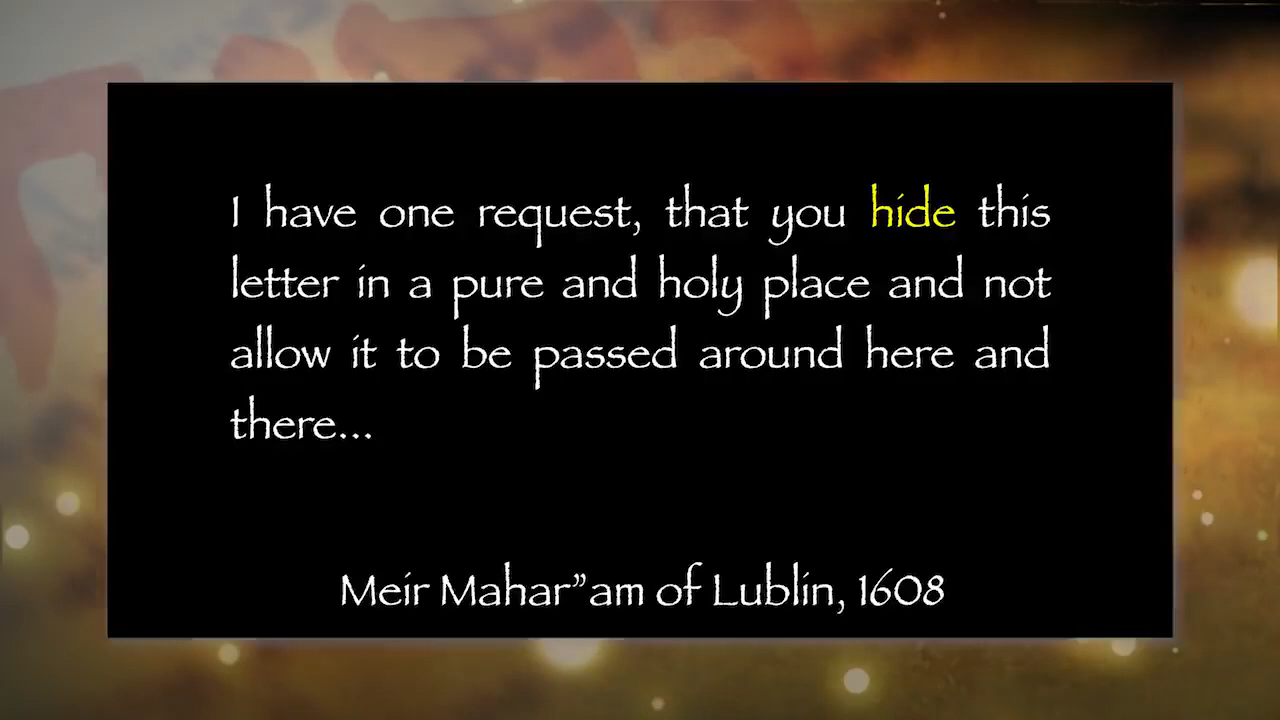 I have one request, that you hide this
letter in a pure and holy place and not
allow it to be passed around here and
there...
Meir Mahar”am of Lublin, 1608